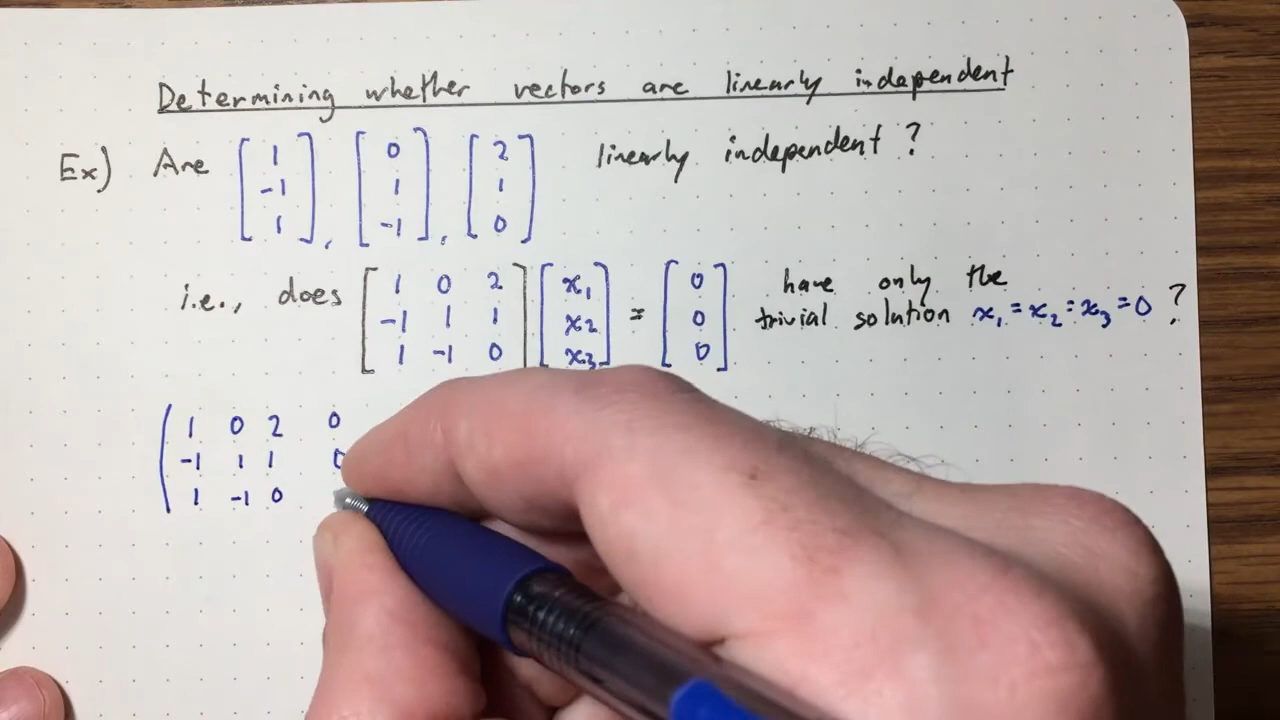 Determining whether vectors are linearly independent
Ex) Are [1 -1 1], [0 1 -1], [2 1 0] linearly independent?
i.e., does [1 0 2 -1 1 1 1 -1 0] [x₁ x₂ x₃] = [0 0 0] have only the trivial solution x₁ = x₂ = x₃ = 0 ?
1 0 2 0
-1 1 1 0
1 -1 0